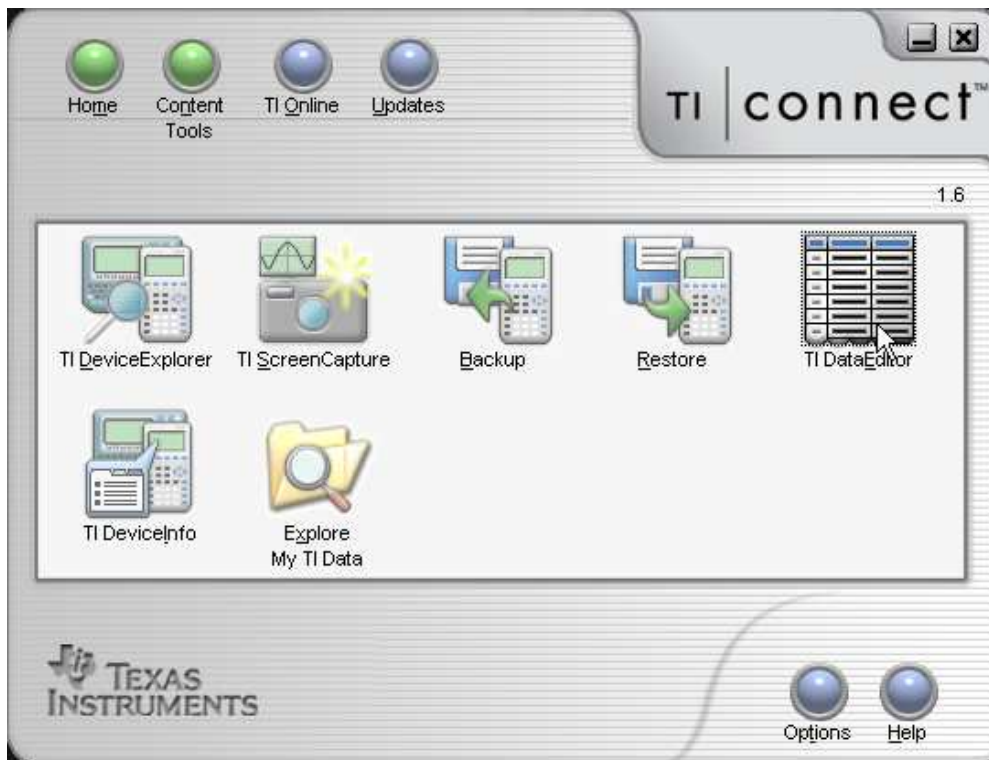 Home
Content
Tools
TI Online
Updates
TI connect™
1.6
TI DeviceExplorer
TI ScreenCapture
Backup
Restore
TI DataEditor
TI DeviceInfo
Explore
My TI Data
TEXAS
INSTRUMENTS
Options
Help